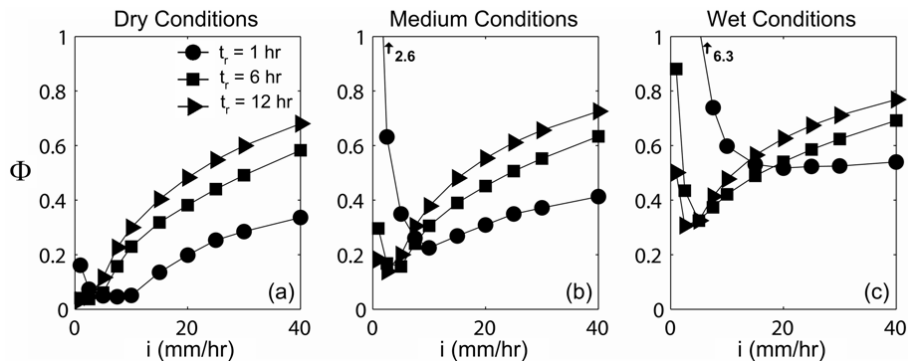 Dry Conditions
Medium Conditions
Wet Conditions
1
0.8
0.6
0.4
0.2
0
Φ
t_r = 1 hr
t_r = 6 hr
t_r = 12 hr
(a)
0
20
40
i (mm/hr)
1
0.8
0.6
0.4
0.2
0
2.6
(b)
0
20
40
i (mm/hr)
1
0.8
0.6
0.4
0.2
0
6.3
(c)
0
20
40
i (mm/hr)